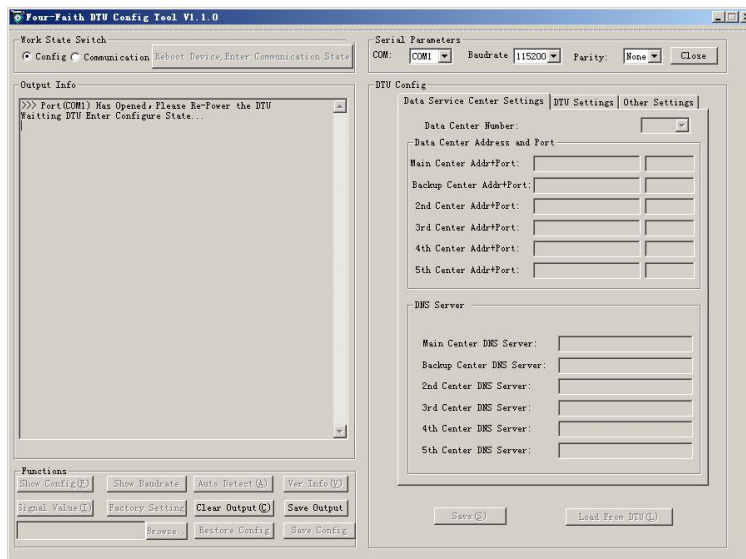 Four-Faith DTU Config Tool V1.1.0
Work State Switch
Config Communication Reboot Device,Enter Communication State
Serial Parameters
COM: COM1 Baudrate 115200 Parity: None Close
Output Info
>>> Port(COM1) Has Opened, Please Re-Power the DTU
Waitting DTU Enter Configure State...
DTU Config
Data Service Center Settings DTU Settings Other Settings
Data Center Number:
Data Center Address and Port
Main Center Addr+Port:
Backup Center Addr+Port:
2nd Center Addr+Port:
3rd Center Addr+Port:
4th Center Addr+Port:
5th Center Addr+Port:
DNS Server
Main Center DNS Server:
Backup Center DNS Server:
2nd Center DNS Server:
3rd Center DNS Server:
4th Center DNS Server:
5th Center DNS Server:
Save(S) Load From DTU(L)
Functions
Show Config(F) Show Baudrate Auto Detect(A) Ver Info(V)
Signal Value(I) Factory Setting Clear Output(C) Save Output
Browse.. Restore Config Save Config